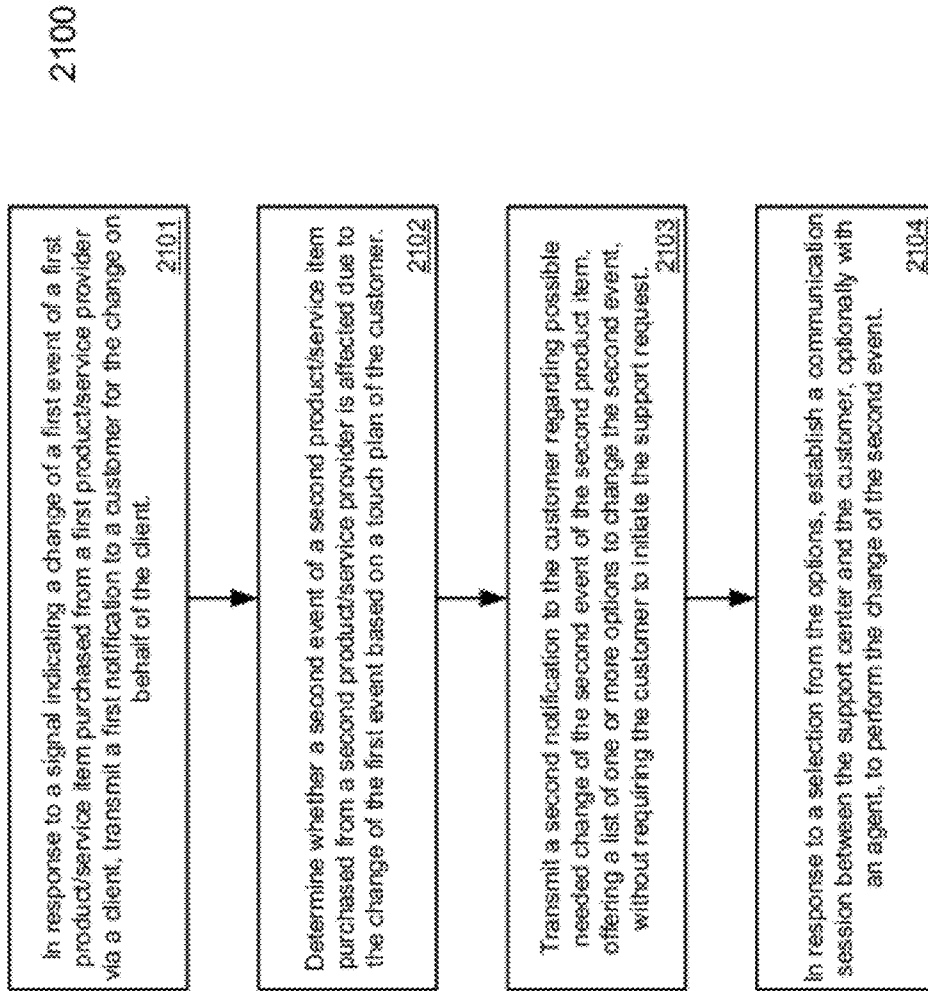 2100
In response to a signal indicating a change of a first event of a first
product/service item purchased from a first product/service provider
via a client, transmit a first notification to a customer for the change on
behalf of the client.
2101
Determine whether a second event of a second product/service item
purchased from a second product/service provider is affected due to
the change of the first event based on a touch plan of the customer.
2102
Transmit a second notification to the customer regarding possible
needed change of the second event of the second product item,
offering a list of one or more options to change the second event,
without requiring the customer to initiate the support request.
2103
In response to a selection from the options, establish a communication
session between the support center and the customer, optionally with
an agent, to perform the change of the second event.
2104